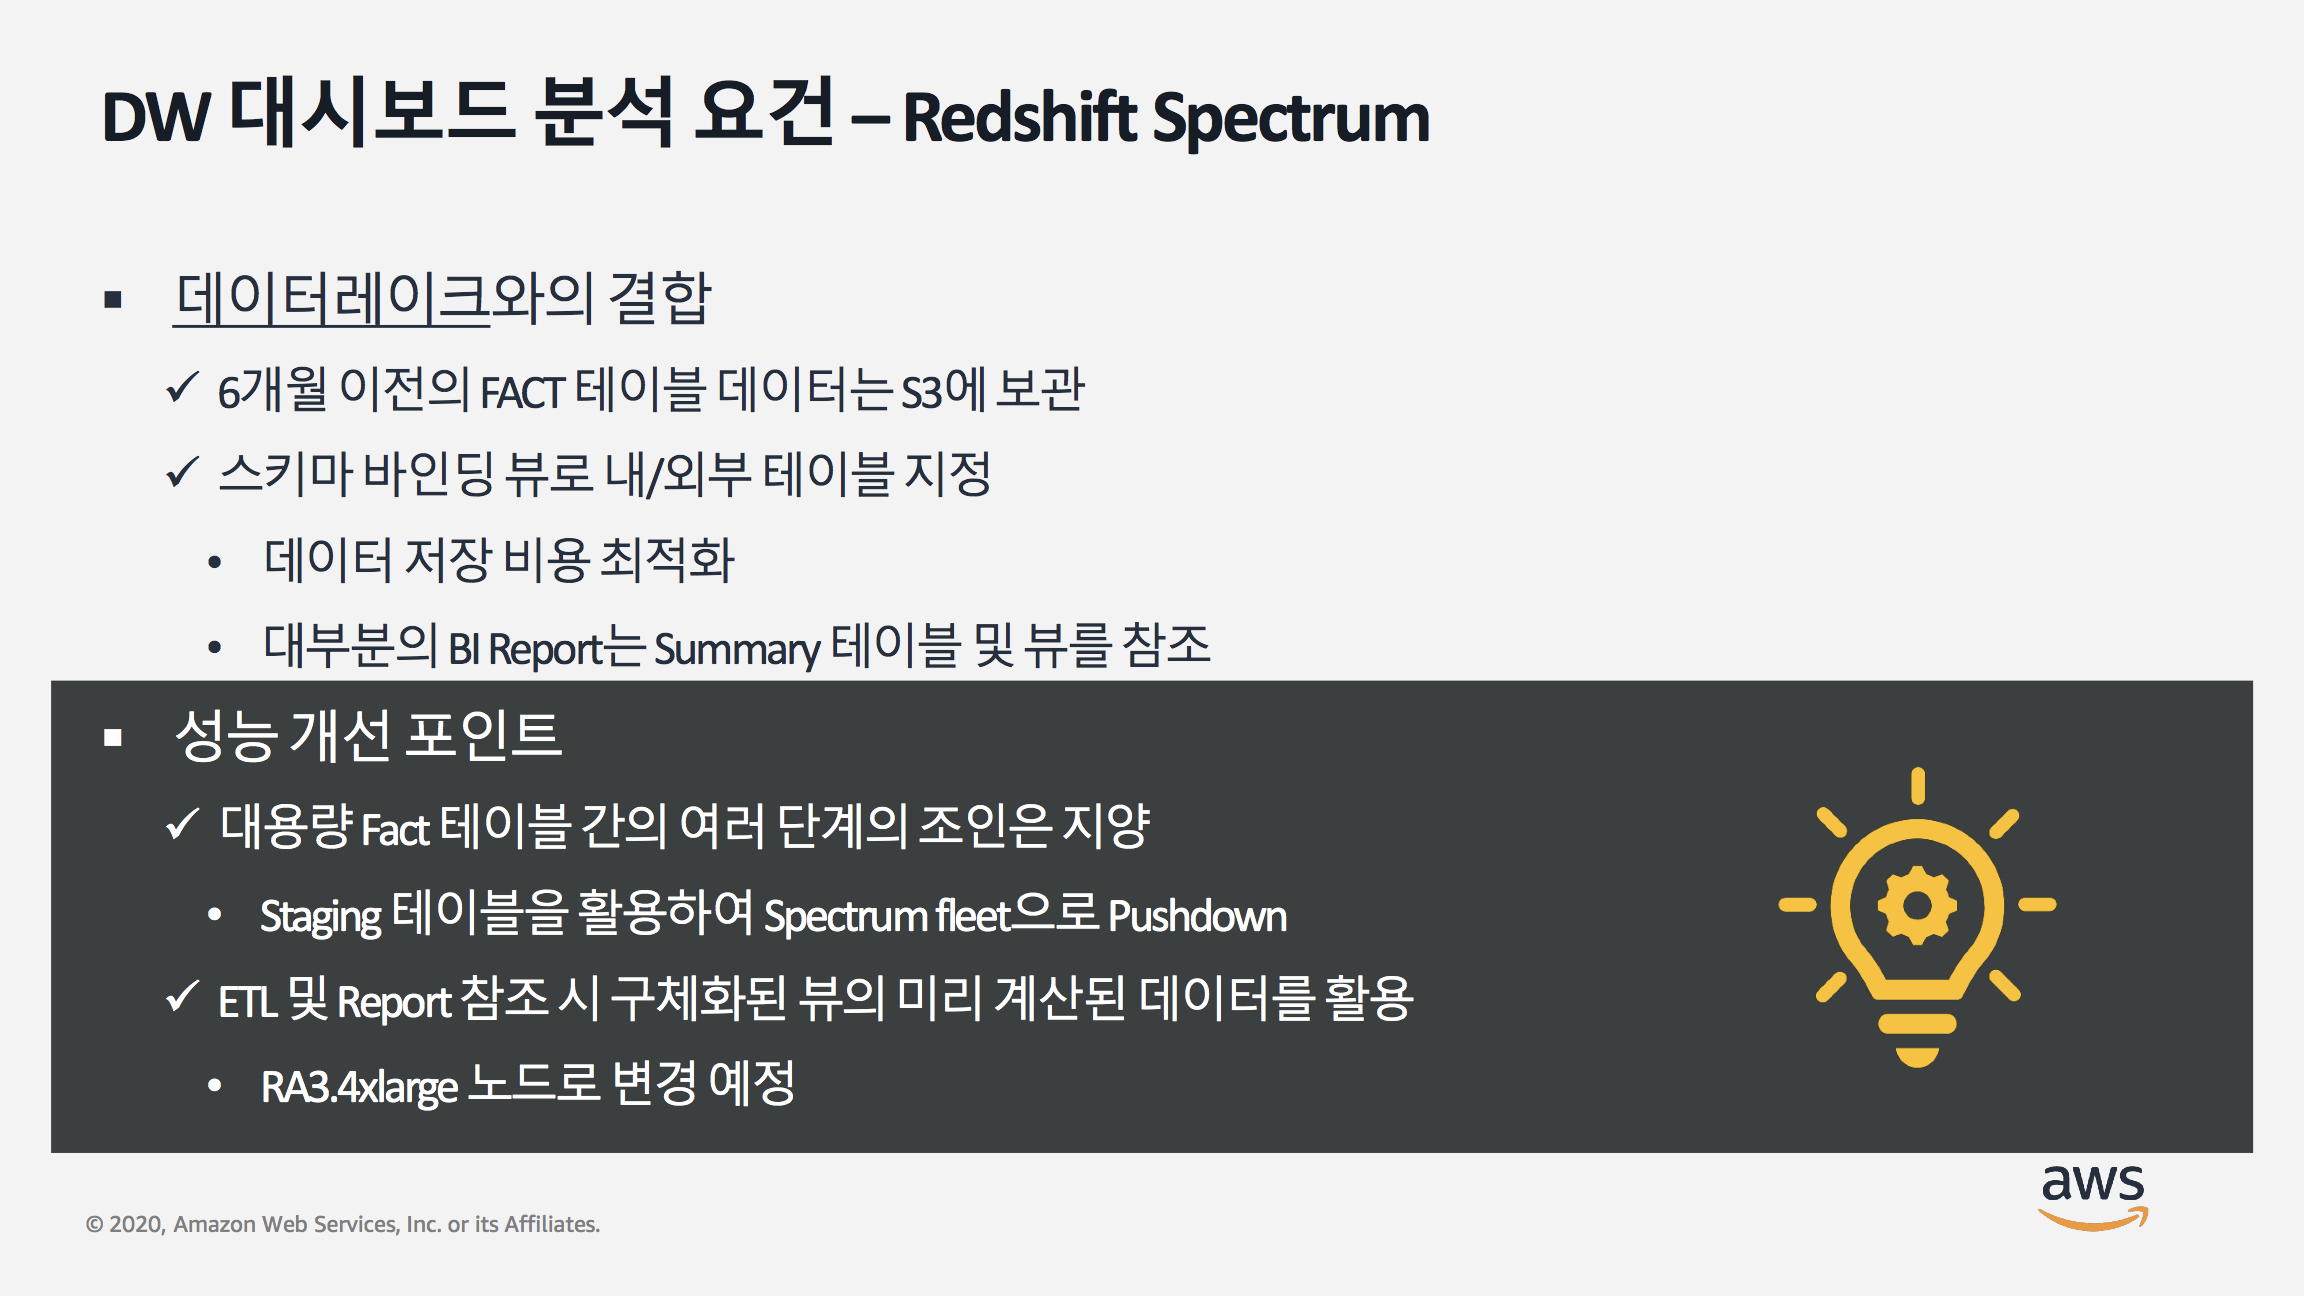 DW 대시보드 분석 요건 – Redshift Spectrum
▪ 데이터레이크와의 결합
✓ 6개월 이전의 FACT 테이블 데이터는 S3에 보관
✓ 스키마 바인딩 뷰로 내/외부 테이블 지정
• 데이터 저장 비용 최적화
• 대부분의 BI Report는 Summary 테이블 및 뷰를 참조
▪ 성능 개선 포인트
✓ 대용량 Fact 테이블 간의 여러 단계의 조인은 지양
• Staging 테이블을 활용하여 Spectrum fleet으로 Pushdown
✓ ETL 및 Report 참조 시 구체화된 뷰의 미리 계산된 데이터를 활용
• RA3.4xlarge 노드로 변경 예정
© 2020, Amazon Web Services, Inc. or its Affiliates.
aws